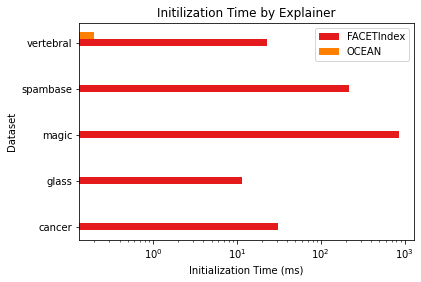 Initilization Time by Explainer
FACETIndex
OCEAN
vertebral
spambase
magic
glass
cancer
Dataset
10^0
10^1
10^2
10^3
Initialization Time (ms)